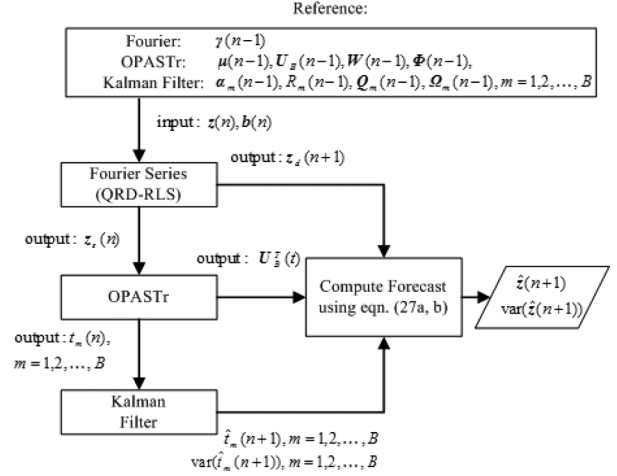 Reference:
Fourier: γ(n−1)
OPASTr: μ(n−1), U_B(n−1), W(n−1), Φ(n−1),
Kalman Filter: α_m(n−1), R_m(n−1), Q_m(n−1), Ω_m(n−1), m=1,2,…,B
input: z(n), b(n)
output: z_d(n+1)
Fourier Series
(QRD-RLS)
output: z_s(n)
output: U_B^T(t)
OPASTr
Compute Forecast
using eqn. (27a, b)
ẑ(n+1)
var(ẑ(n+1))
output: t_m(n),
m=1,2,…,B
Kalman
Filter
t̂_m(n+1), m=1,2,…,B
var(t̂_m(n+1)), m=1,2,…,B